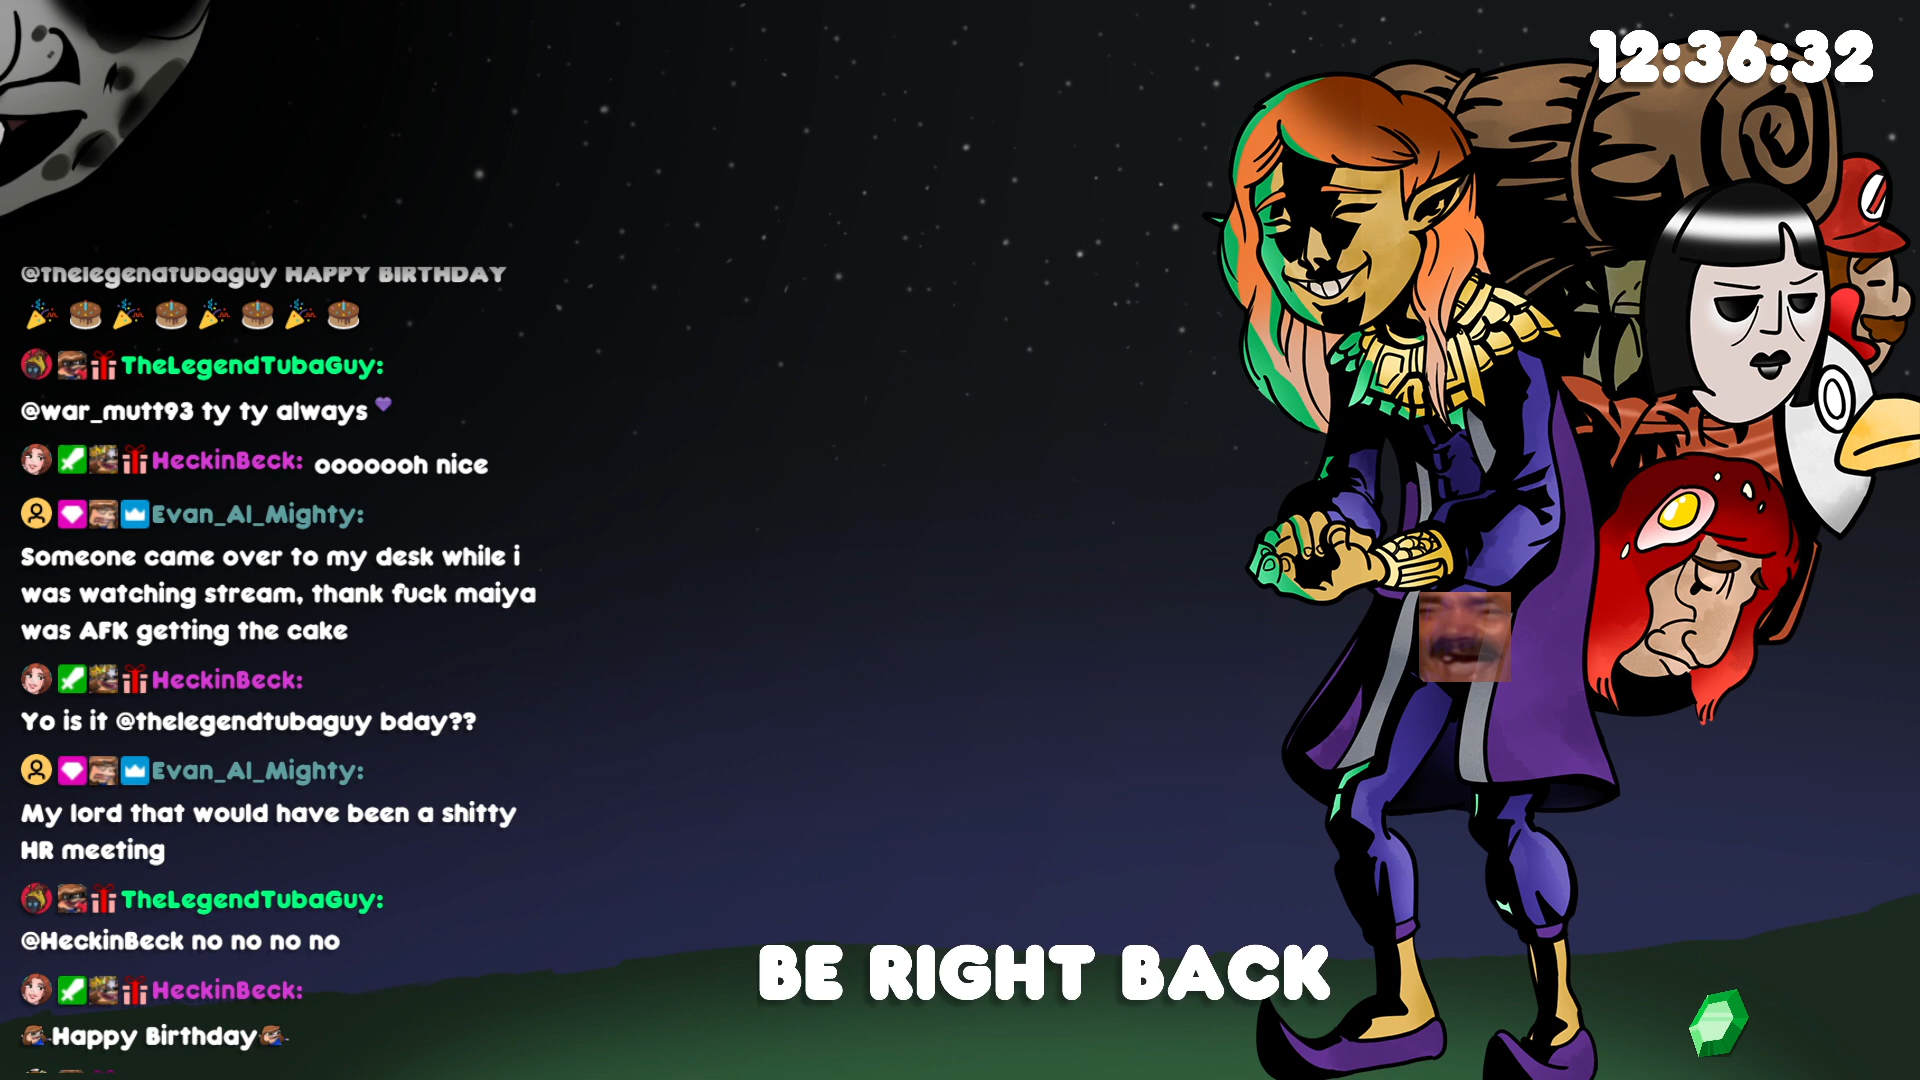 12:36:32
@thelegendtubaguy HAPPY BIRTHDAY
TheLegendTubaGuy:
@war_mutt93 ty ty always
HeckinBeck: ooooooh nice
Evan_Al_Mighty:
Someone came over to my desk while i
was watching stream, thank fuck maiya
was AFK getting the cake
HeckinBeck:
Yo is it @thelegendtubaguy bday??
Evan_Al_Mighty:
My lord that would have been a shitty
HR meeting
TheLegendTubaGuy:
@HeckinBeck no no no no
HeckinBeck:
Happy Birthday
BE RIGHT BACK